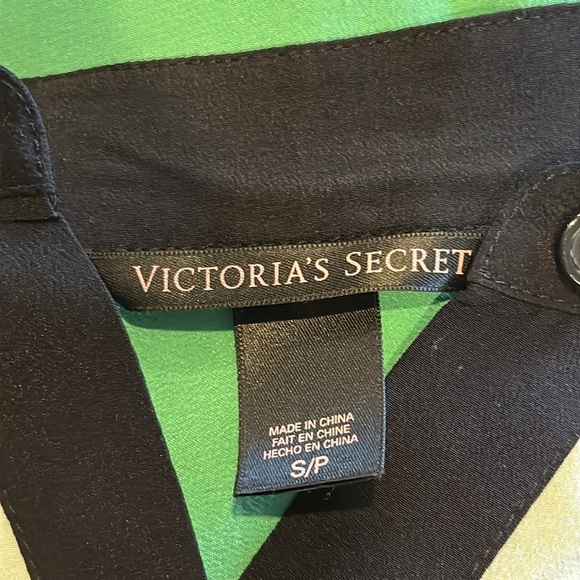 VICTORIA'S SECRET
MADE IN CHINA
FAIT EN CHINE
HECHO EN CHINA
S/P